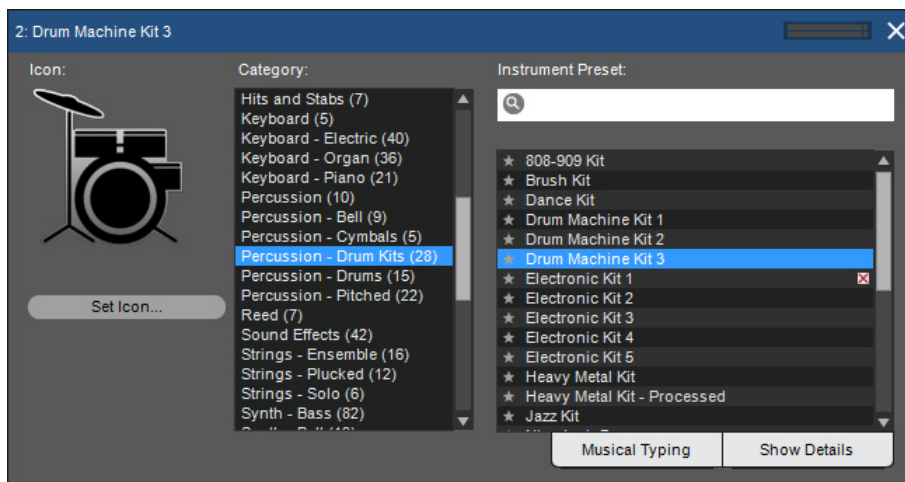 2: Drum Machine Kit 3
Icon:
Set Icon...
Category:
Hits and Stabs (7)
Keyboard (5)
Keyboard - Electric (40)
Keyboard - Organ (36)
Keyboard - Piano (21)
Percussion (10)
Percussion - Bell (9)
Percussion - Cymbals (5)
Percussion - Drum Kits (28)
Percussion - Drums (15)
Percussion - Pitched (22)
Reed (7)
Sound Effects (42)
Strings - Ensemble (16)
Strings - Plucked (12)
Strings - Solo (6)
Synth - Bass (82)
Instrument Preset:
808-909 Kit
Brush Kit
Dance Kit
Drum Machine Kit 1
Drum Machine Kit 2
Drum Machine Kit 3
Electronic Kit 1
Electronic Kit 2
Electronic Kit 3
Electronic Kit 4
Electronic Kit 5
Heavy Metal Kit
Heavy Metal Kit - Processed
Jazz Kit
Musical Typing
Show Details